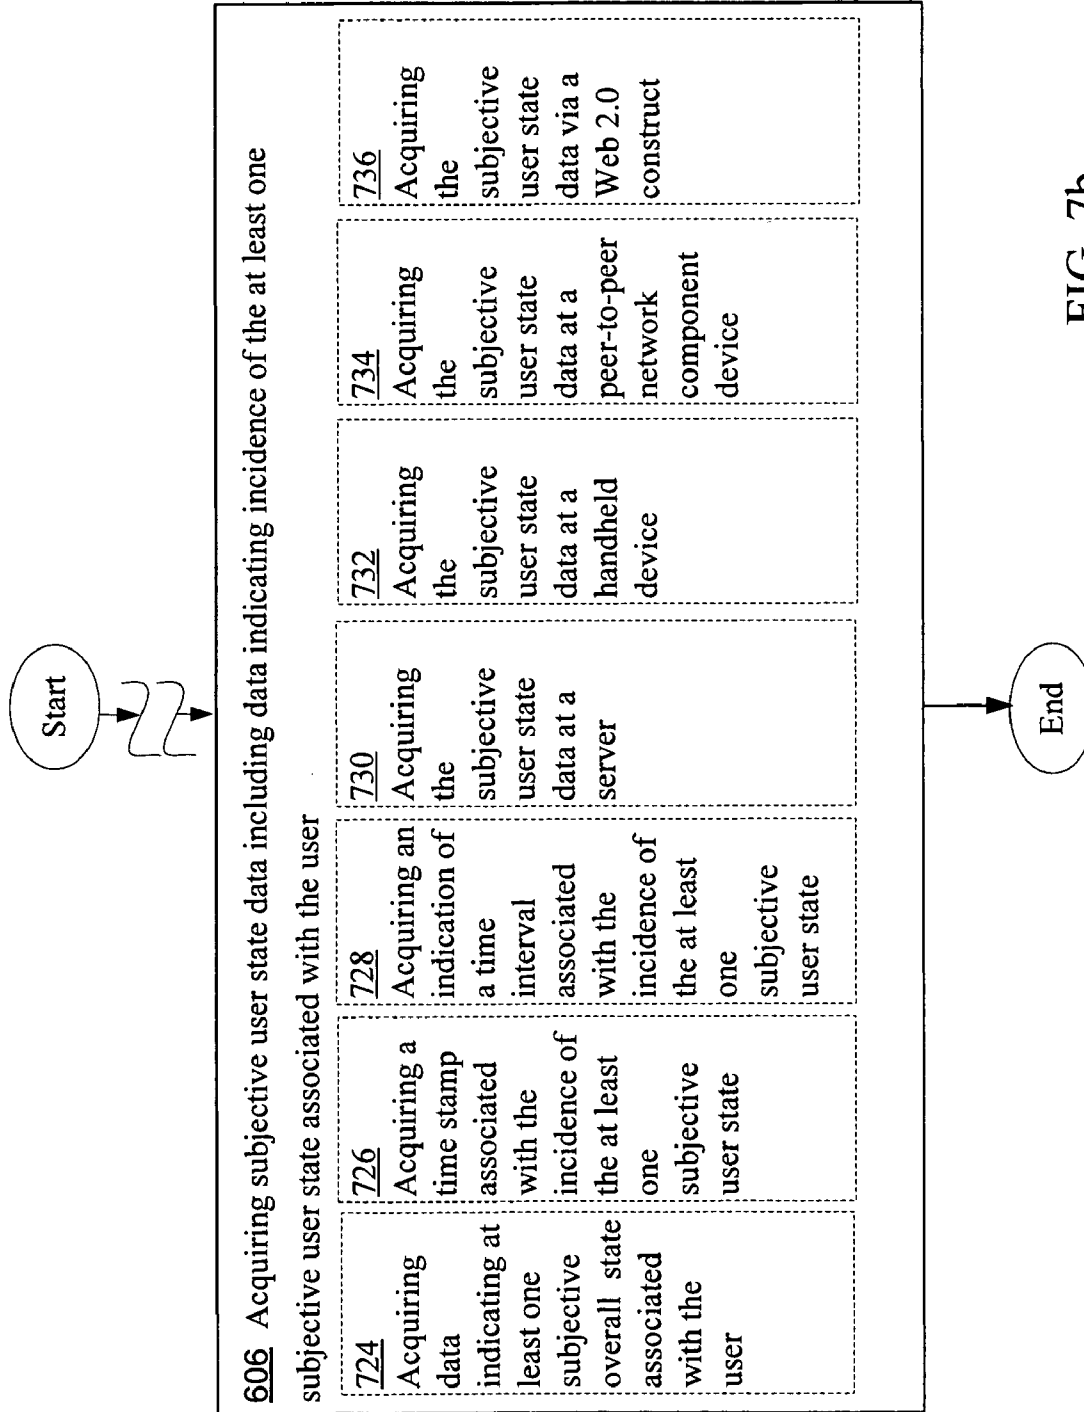 Start
606 Acquiring subjective user state data including data indicating incidence of the at least one
subjective user state associated with the user
724
Acquiring
data
indicating at
least one
subjective
overall state
associated
with the
user
726
Acquiring a
time stamp
associated
with the
incidence of
the at least
one
subjective
user state
728
Acquiring an
indication of
a time
interval
associated
with the
incidence of
the at least
one
subjective
user state
730
Acquiring
the
subjective
user state
data at a
server
732
Acquiring
the
subjective
user state
data at a
handheld
device
734
Acquiring
the
subjective
user state
data at a
peer-to-peer
network
component
device
736
Acquiring
the
subjective
user state
data via a
Web 2.0
construct
End
FIG. 7b